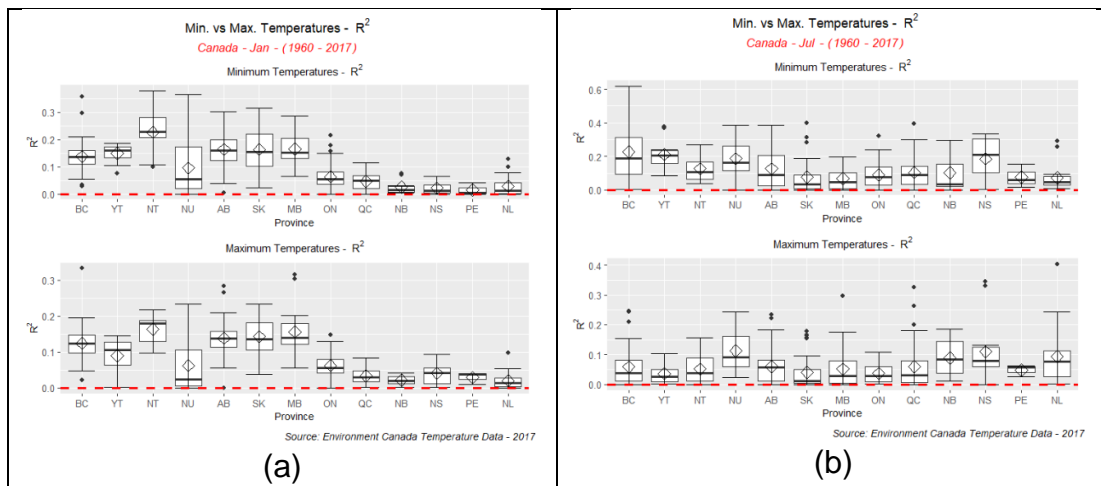 Min. vs Max. Temperatures - R²
Canada - Jan - (1960 - 2017)
Minimum Temperatures - R²
0.3
0.2
0.1
0.0
R²
BC YT NT NU AB SK MB ON QC NB NS PE NL
Province
Maximum Temperatures - R²
0.3
0.2
0.1
0.0
R²
BC YT NT NU AB SK MB ON QC NB NS PE NL
Province
Source: Environment Canada Temperature Data - 2017
(a)
Min. vs Max. Temperatures - R²
Canada - Jul - (1960 - 2017)
Minimum Temperatures - R²
0.6
0.4
0.2
0.0
R²
BC YT NT NU AB SK MB ON QC NB NS PE NL
Province
Maximum Temperatures - R²
0.4
0.3
0.2
0.1
0.0
R²
BC YT NT NU AB SK MB ON QC NB NS PE NL
Province
Source: Environment Canada Temperature Data - 2017
(b)